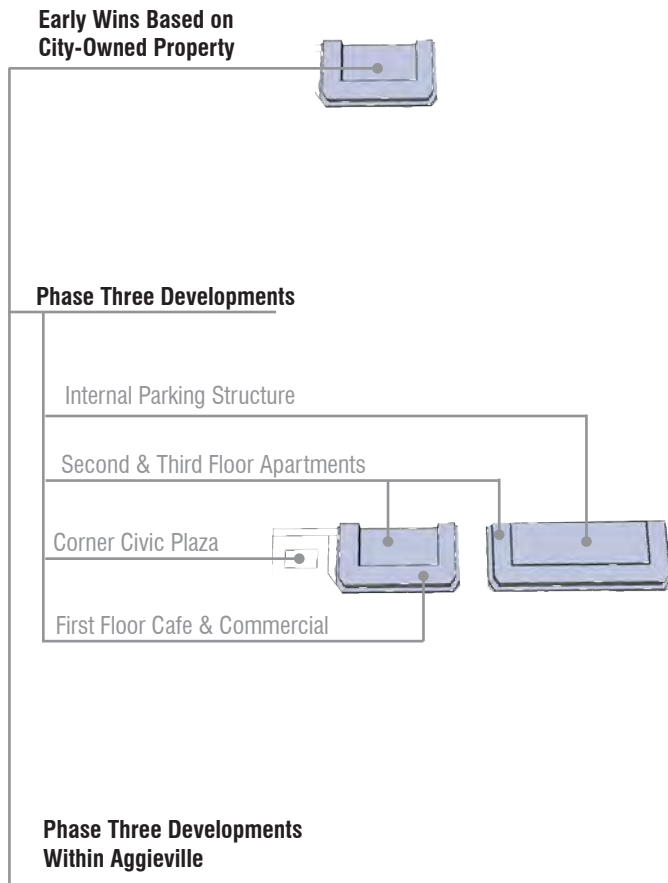 Early Wins Based on
City-Owned Property
Phase Three Developments
Internal Parking Structure
Second & Third Floor Apartments
Corner Civic Plaza
First Floor Cafe & Commercial
Phase Three Developments
Within Aggieville